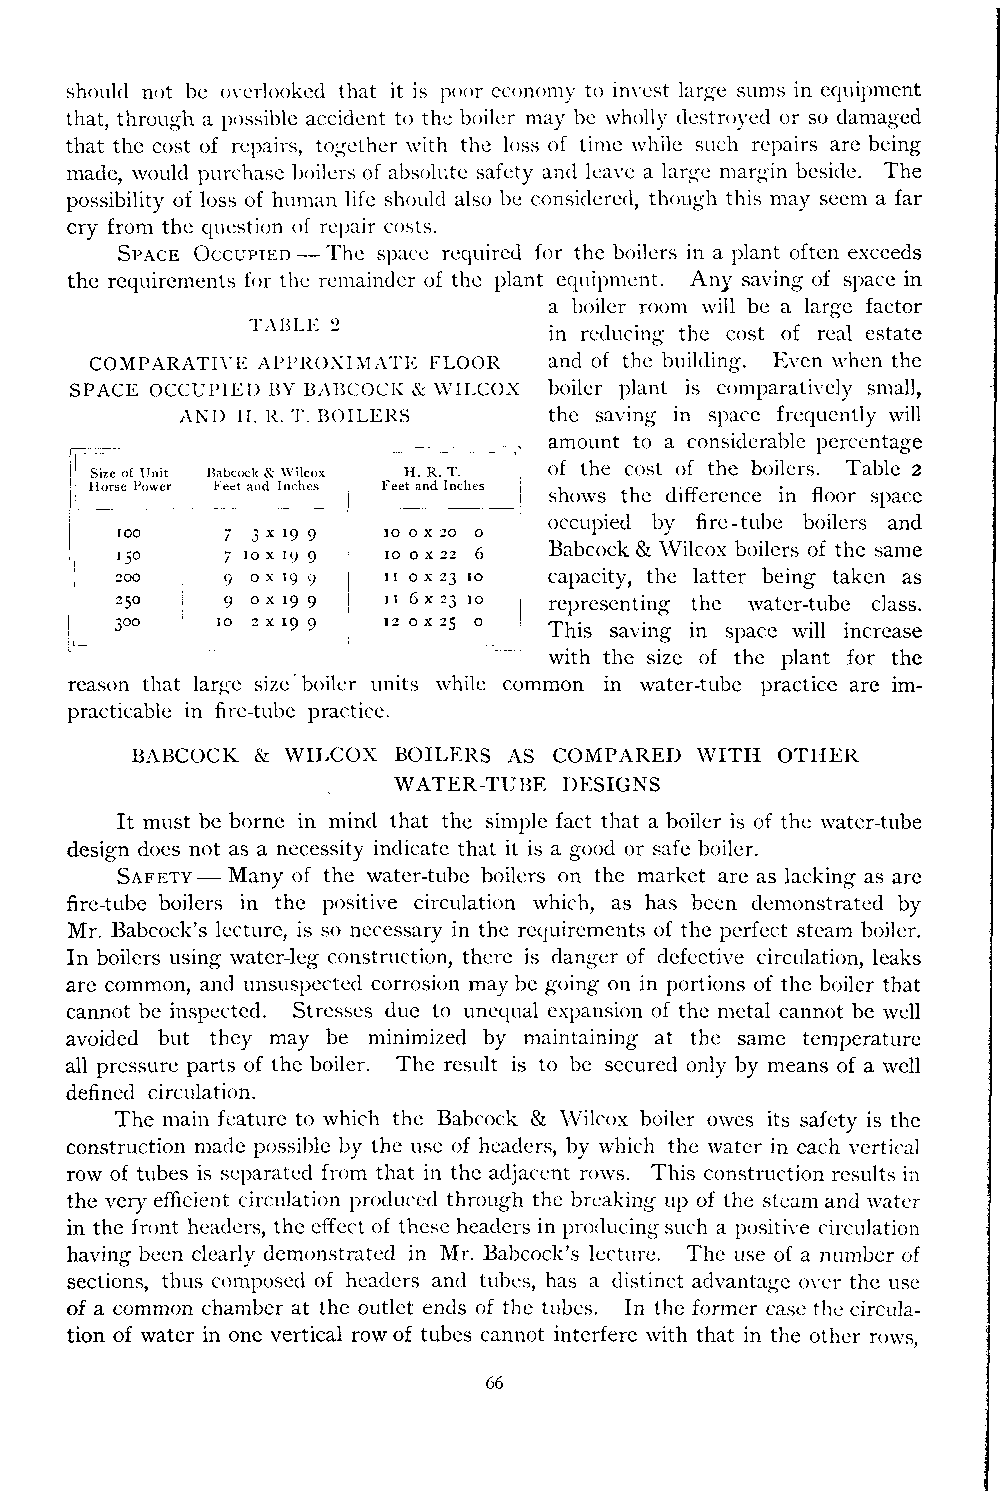 should not be overlooked that it is poor economy to invest large sums in equipment
that, through a possible accident to the boiler may be wholly destroyed or so damaged
that the cost of repairs, together with the loss of time while such repairs are being
made, would purchase boilers of absolute safety and leave a large margin beside. The
possibility of loss of human life should also be considered, though this may seem a far
cry from the question of repair costs.
SPACE OCCUPIED — The space required for the boilers in a plant often exceeds
the requirements for the remainder of the plant equipment. Any saving of space in
a boiler room will be a large factor
in reducing the cost of real estate
and of the building. Even when the
boiler plant is comparatively small,
the saving in space frequently will
amount to a considerable percentage
of the cost of the boilers. Table 2
shows the difference in floor space
occupied by fire-tube boilers and
Babcock & Wilcox boilers of the same
capacity, the latter being taken as
representing the water-tube class.
This saving in space will increase
with the size of the plant for the
TABLE 2
COMPARATIVE APPROXIMATE FLOOR
SPACE OCCUPIED BY BABCOCK & WILCOX
AND H. R. T. BOILERS
Size of Unit Babcock & Wilcox H. R. T.
Horse Power Feet and Inches Feet and Inches
100 7 3 x 19 9 10 0 x 20 0
150 7 10 x 19 9 10 0 x 22 6
200 9 0 x 19 9 11 0 x 23 10
250 9 0 x 19 9 11 6 x 23 10
300 10 2 x 19 9 12 0 x 25 0
reason that large size boiler units while common in water-tube practice are im-
practicable in fire-tube practice.
BABCOCK & WILCOX BOILERS AS COMPARED WITH OTHER
WATER-TUBE DESIGNS
It must be borne in mind that the simple fact that a boiler is of the water-tube
design does not as a necessity indicate that it is a good or safe boiler.
SAFETY — Many of the water-tube boilers on the market are as lacking as are
fire-tube boilers in the positive circulation which, as has been demonstrated by
Mr. Babcock's lecture, is so necessary in the requirements of the perfect steam boiler.
In boilers using water-leg construction, there is danger of defective circulation, leaks
are common, and unsuspected corrosion may be going on in portions of the boiler that
cannot be inspected. Stresses due to unequal expansion of the metal cannot be well
avoided but they may be minimized by maintaining at the same temperature
all pressure parts of the boiler. The result is to be secured only by means of a well
defined circulation.
The main feature to which the Babcock & Wilcox boiler owes its safety is the
construction made possible by the use of headers, by which the water in each vertical
row of tubes is separated from that in the adjacent rows. This construction results in
the very efficient circulation produced through the breaking up of the steam and water
in the front headers, the effect of these headers in producing such a positive circulation
having been clearly demonstrated in Mr. Babcock's lecture. The use of a number of
sections, thus composed of headers and tubes, has a distinct advantage over the use
of a common chamber at the outlet ends of the tubes. In the former case the circula-
tion of water in one vertical row of tubes cannot interfere with that in the other rows,
66